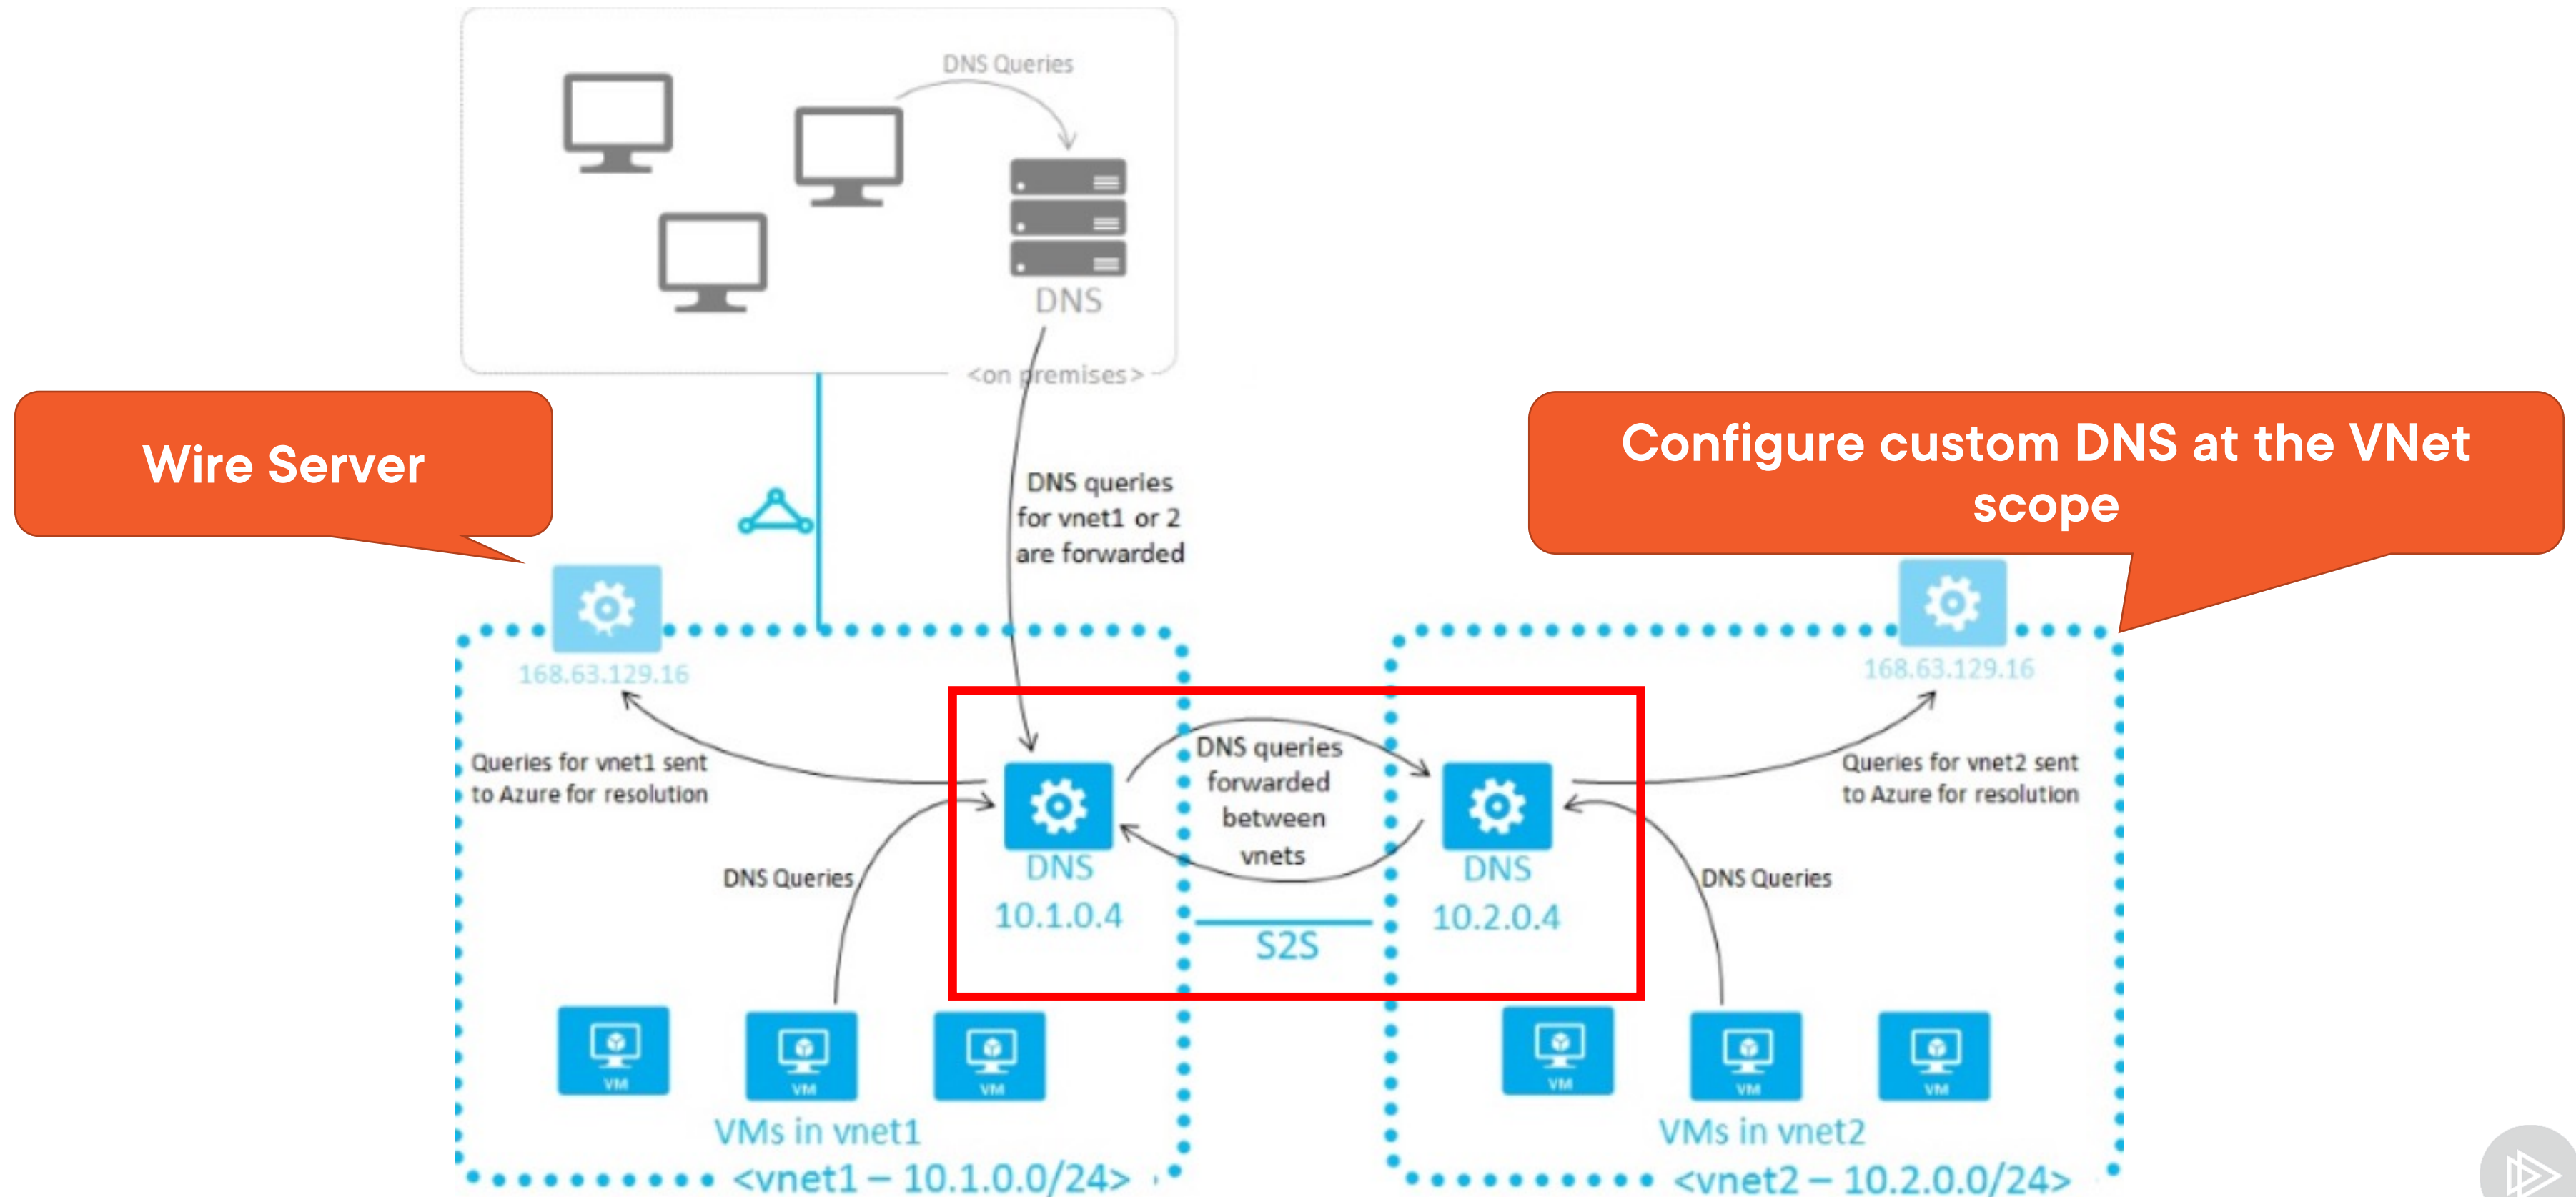 DNS Queries
DNS
<on premises>
Wire Server
Configure custom DNS at the VNet
scope
DNS queries
for vnet1 or 2
are forwarded
168.63.129.16
168.63.129.16
Queries for vnet1 sent
to Azure for resolution
DNS queries
forwarded
between
vnets
Queries for vnet2 sent
to Azure for resolution
DNS Queries
DNS
10.1.0.4
DNS
10.2.0.4
DNS Queries
S2S
VM
VM
VM
VM
VM
VM
VMs in vnet1
<vnet1 – 10.1.0.0/24>
VMs in vnet2
<vnet2 – 10.2.0.0/24>